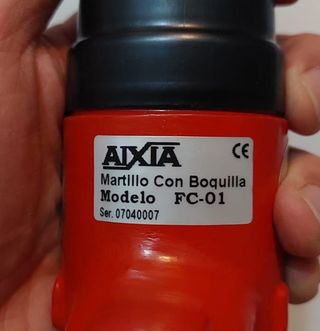 AIXIA CE
Martillo Con Boquilla
Modelo FC-01
Ser. 07040007